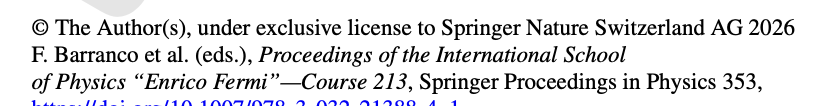 © The Author(s), under exclusive license to Springer Nature Switzerland AG 2026
F. Barranco et al. (eds.), Proceedings of the International School
of Physics “Enrico Fermi”—Course 213, Springer Proceedings in Physics 353,
https://doi.org/10.1007/978-3-032-21388-4_1